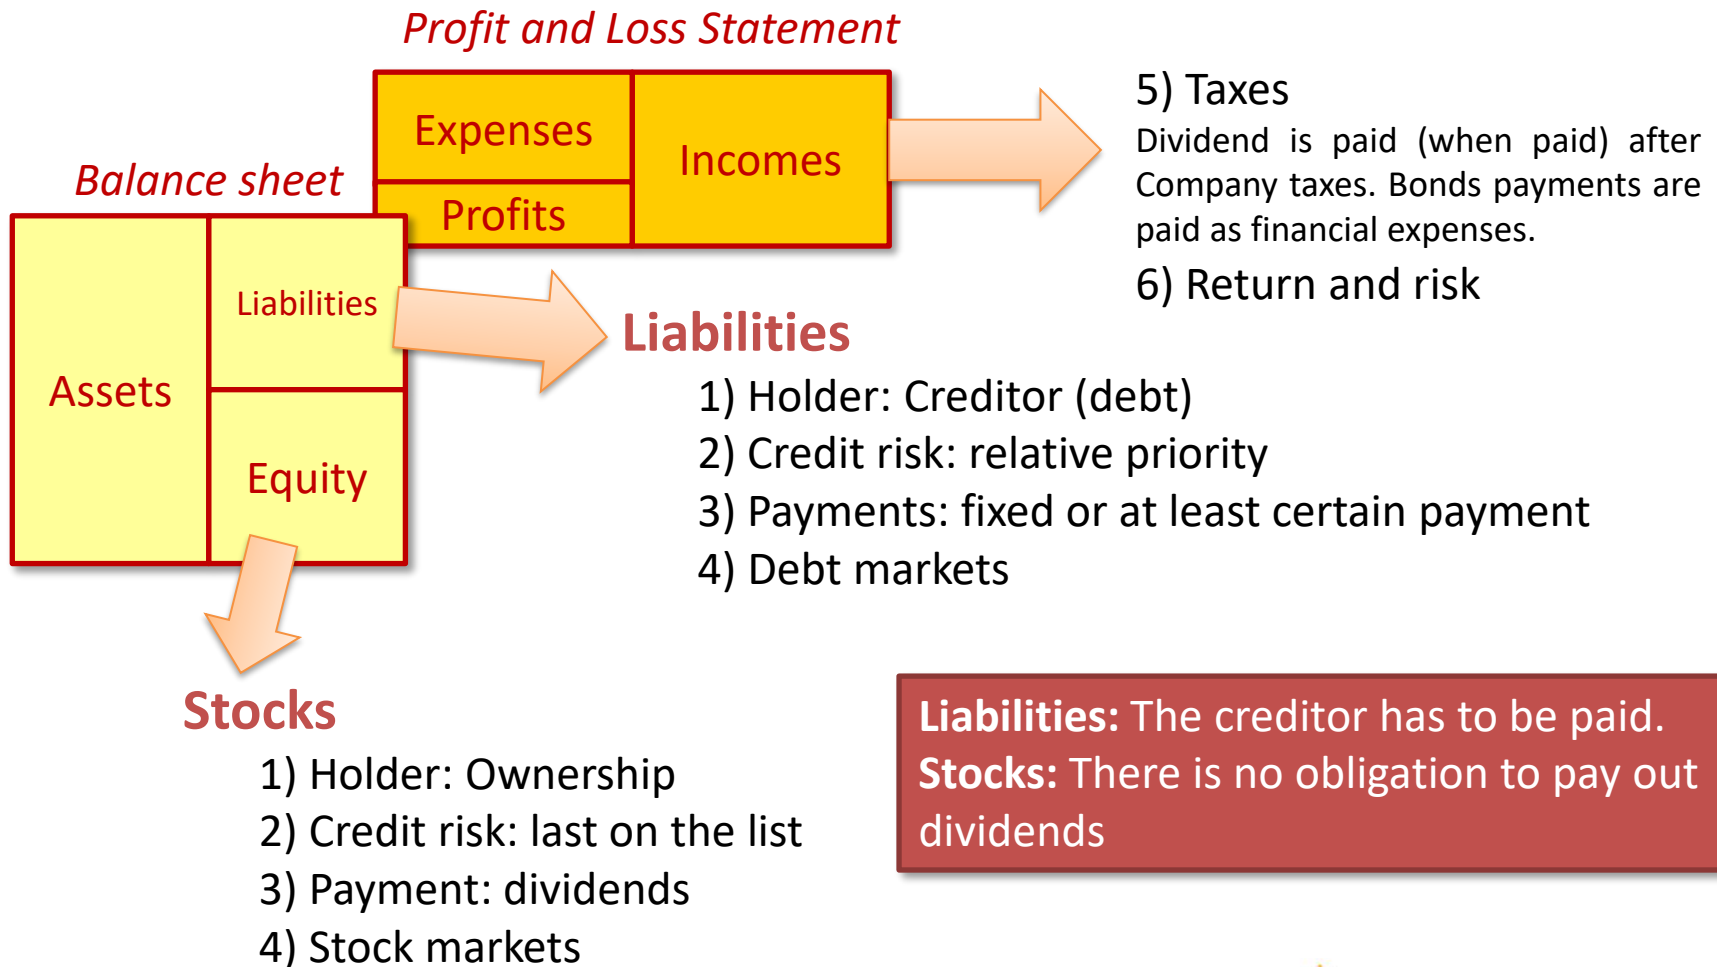 Profit and Loss Statement
Expenses
Incomes
Profits
Balance sheet
Assets
Liabilities
Equity
5) Taxes
Dividend is paid (when paid) after
Company taxes. Bonds payments are
paid as financial expenses.
6) Return and risk
Liabilities
1) Holder: Creditor (debt)
2) Credit risk: relative priority
3) Payments: fixed or at least certain payment
4) Debt markets
Stocks
1) Holder: Ownership
2) Credit risk: last on the list
3) Payment: dividends
4) Stock markets
Liabilities: The creditor has to be paid.
Stocks: There is no obligation to pay out
dividends